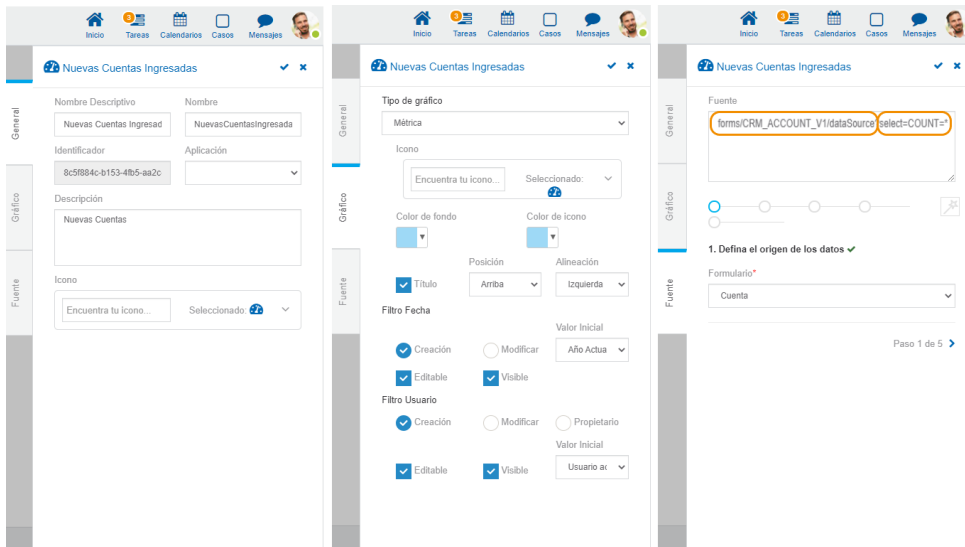 3
Inicio Tareas Calendarios Casos Mensajes
Nuevas Cuentas Ingresadas
General
Gráfico
Fuente
Nombre Descriptivo Nombre
Nuevas Cuentas Ingresad NuevasCuentasIngresada
Identificador Aplicación
8c5f884c-b153-4fb5-aa2c
Descripción
Nuevas Cuentas
Icono
Encuentra tu icono... Seleccionado:
3
Inicio Tareas Calendarios Casos Mensajes
Nuevas Cuentas Ingresadas
General
Gráfico
Fuente
Tipo de gráfico
Métrica
Icono
Encuentra tu icono... Seleccionado:
Color de fondo Color de icono
Posición Alineación
Título Arriba Izquierda
Filtro Fecha
Valor Inicial
Creación Modificar Año Actua
Editable Visible
Filtro Usuario
Creación Modificar Propietario
Valor Inicial
Editable Visible Usuario ac
3
Inicio Tareas Calendarios Casos Mensajes
Nuevas Cuentas Ingresadas
General
Gráfico
Fuente
Fuente
forms/CRM_ACCOUNT_V1/dataSource?select=COUNT=*
1. Defina el origen de los datos
Formulario*
Cuenta
Paso 1 de 5